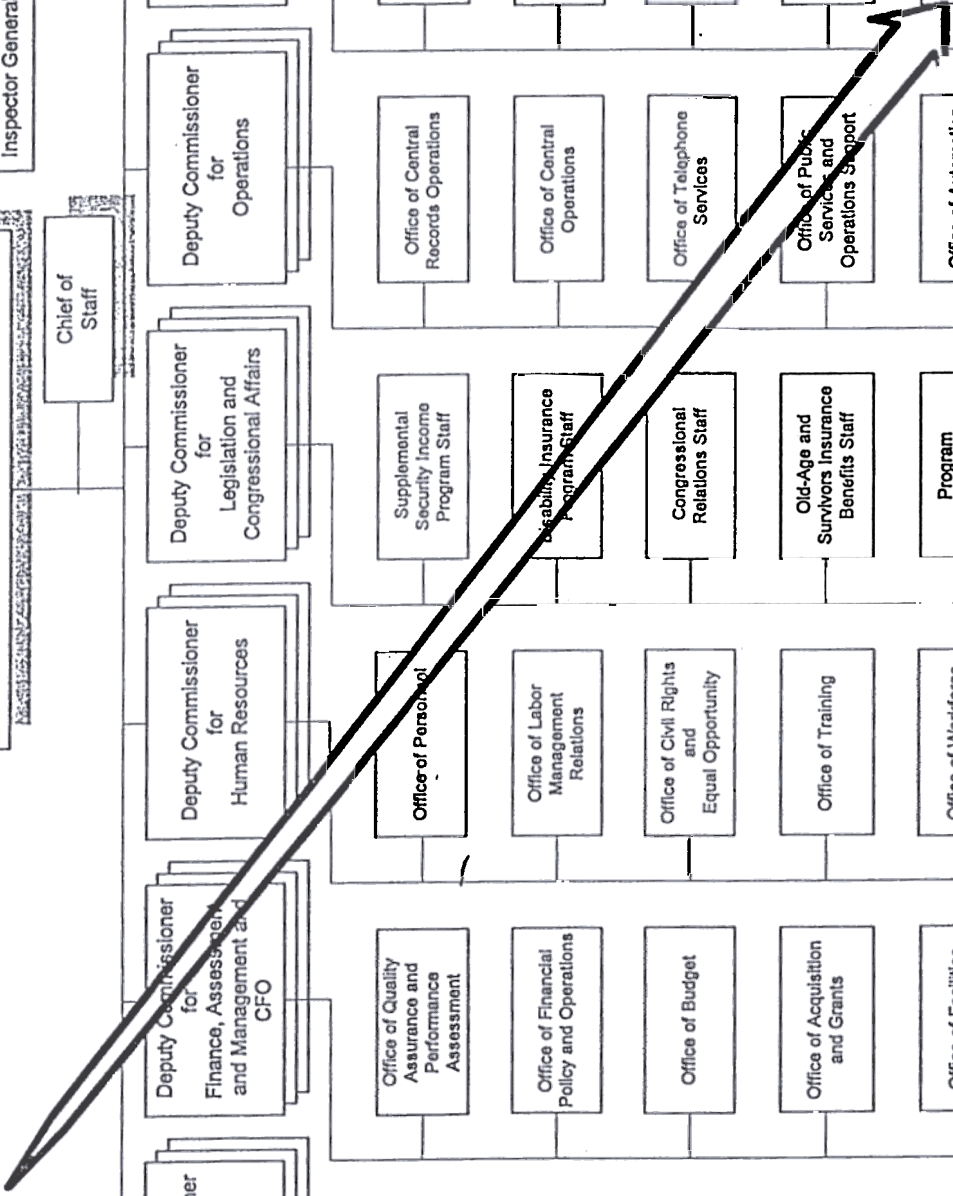 Inspector General
Chief of
Staff
Deputy Commissioner
for
Finance, Assessment
and Management and
CFO
Deputy Commissioner
for
Human Resources
Deputy Commissioner
for
Legislation and
Congressional Affairs
Deputy Commissioner
for
Operations
Office of Quality
Assurance and
Performance
Assessment
Office of Personnel
Supplemental
Security Income
Program Staff
Office of Central
Records Operations
Office of Financial
Policy and Operations
Office of Labor
Management
Relations
Disability Insurance
Program Staff
Office of Central
Operations
Office of Budget
Office of Civil Rights
and
Equal Opportunity
Congressional
Relations Staff
Office of Telephone
Services
Office of Acquisition
and Grants
Office of Training
Old-Age and
Survivors Insurance
Benefits Staff
Office of Public
Service and
Operations Support
Program